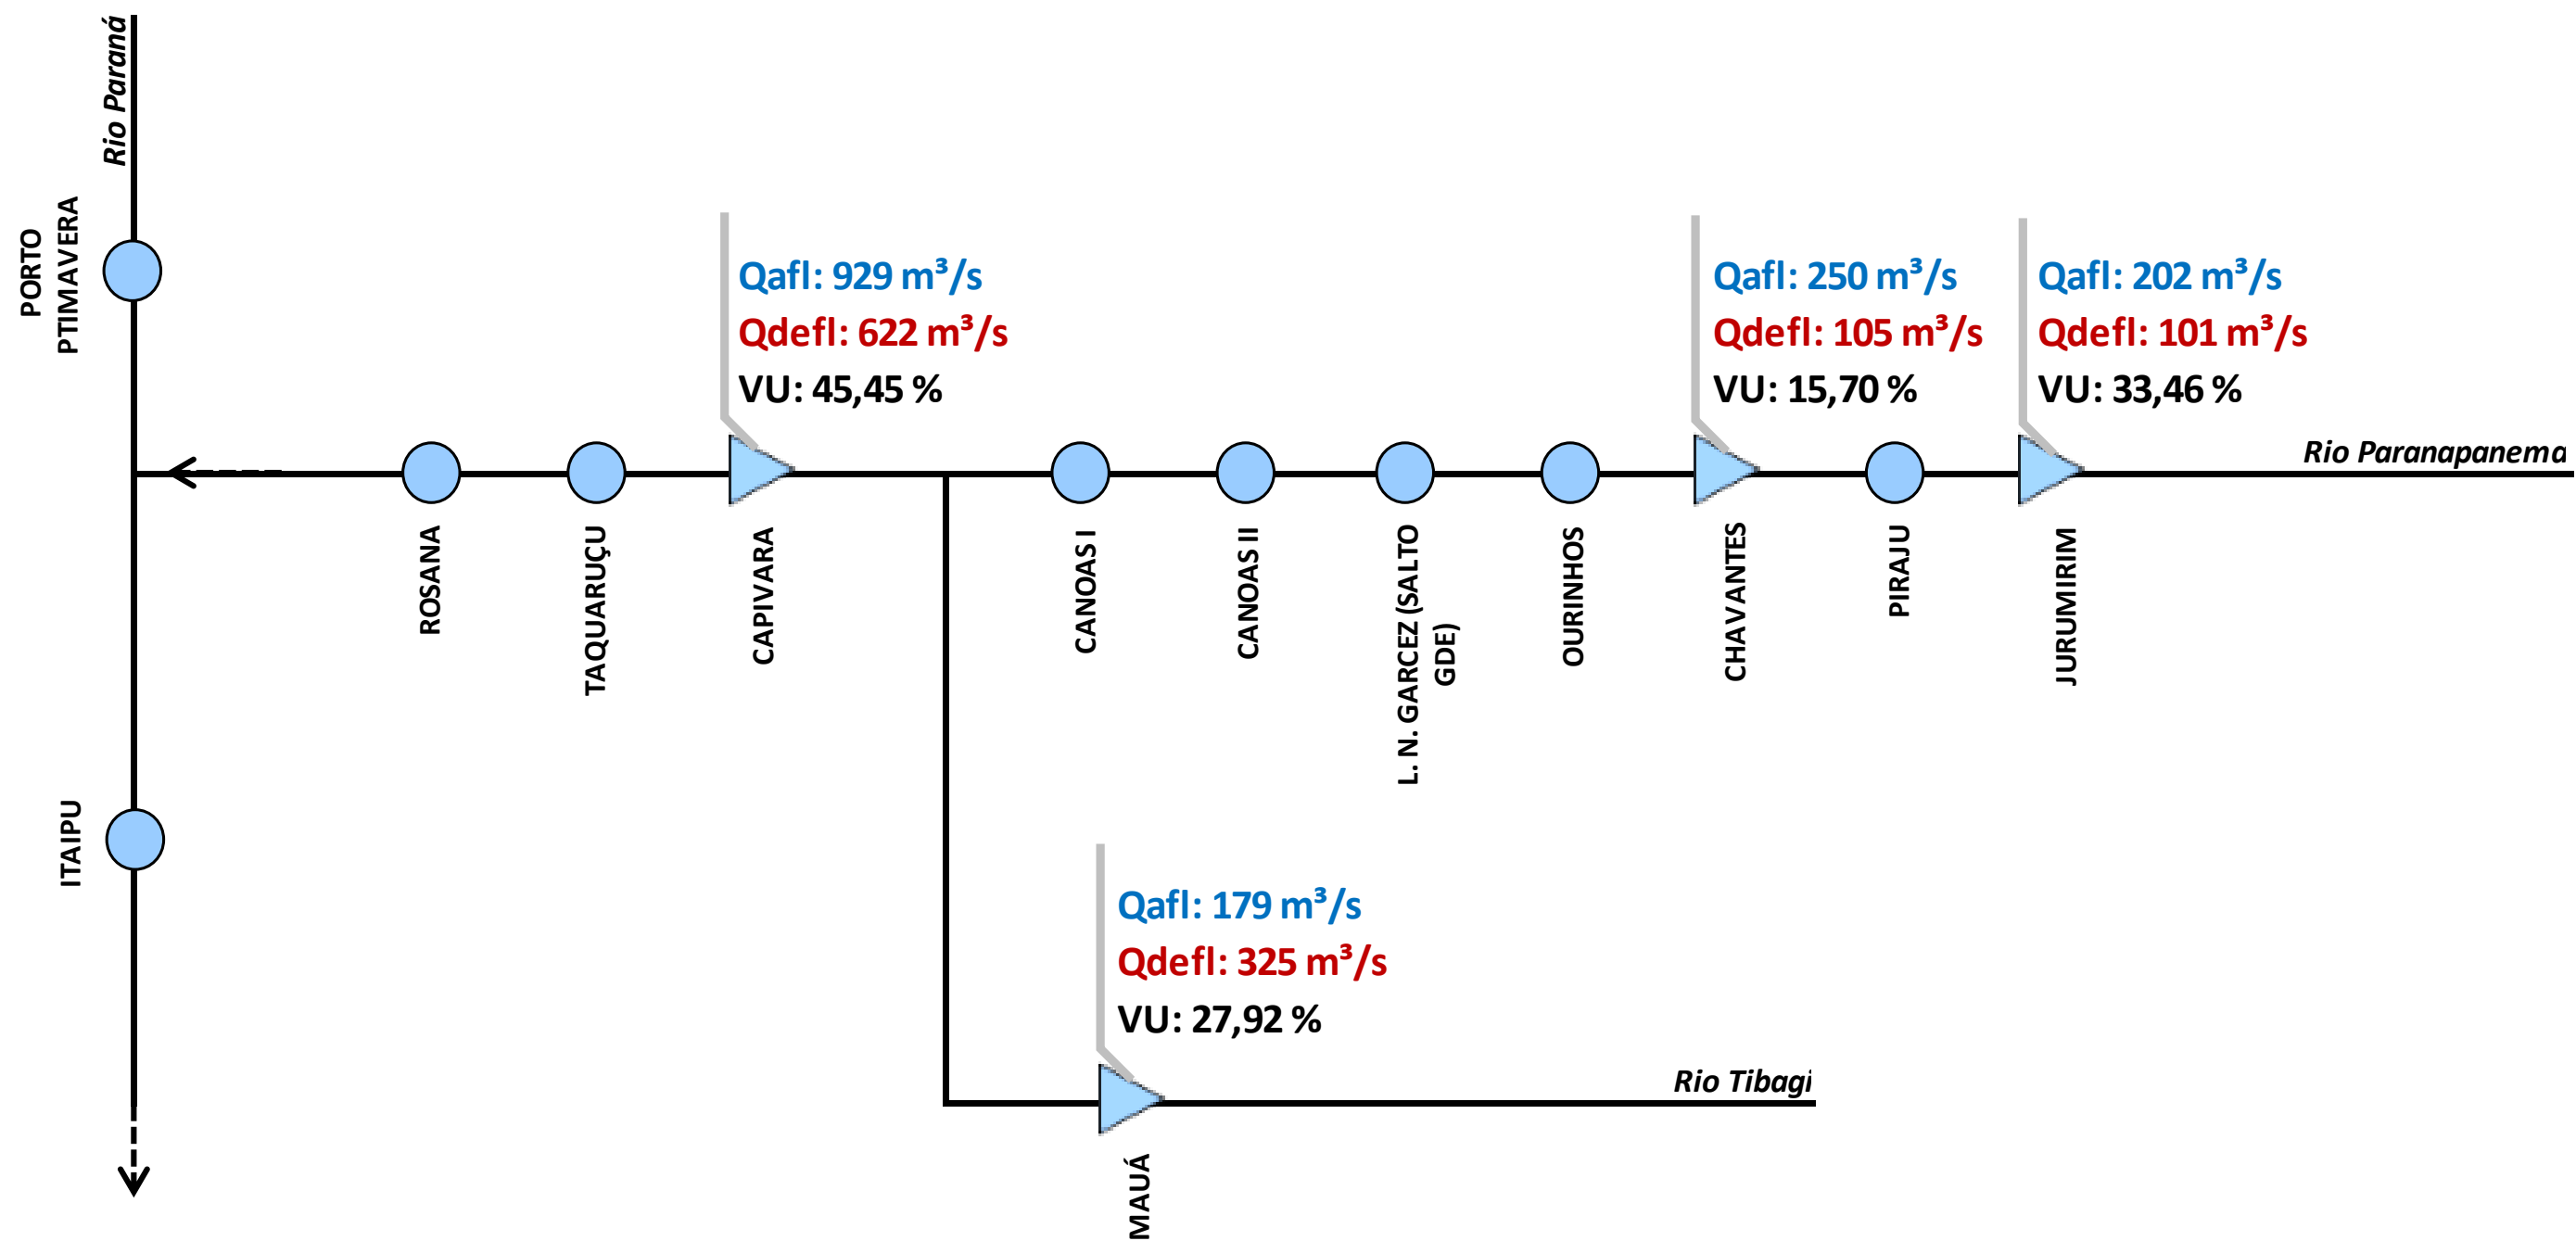 Rio Paraná
PORTO
PTIMAVERA
Qafl: 929 m³/s
Qdefl: 622 m³/s
VU: 45,45 %
Qafl: 250 m³/s
Qdefl: 105 m³/s
VU: 15,70 %
Qafl: 202 m³/s
Qdefl: 101 m³/s
VU: 33,46 %
Rio Paranapanema
ROSANA
TAQUARUÇU
CAPIVARA
CANOAS I
CANOAS II
L. N. GARCEZ (SALTO
GDE)
OURINHOS
CHAVANTES
PIRAJU
JURUMIRIM
ITAIPU
Qafl: 179 m³/s
Qdefl: 325 m³/s
VU: 27,92 %
Rio Tibagi
MAUÁ